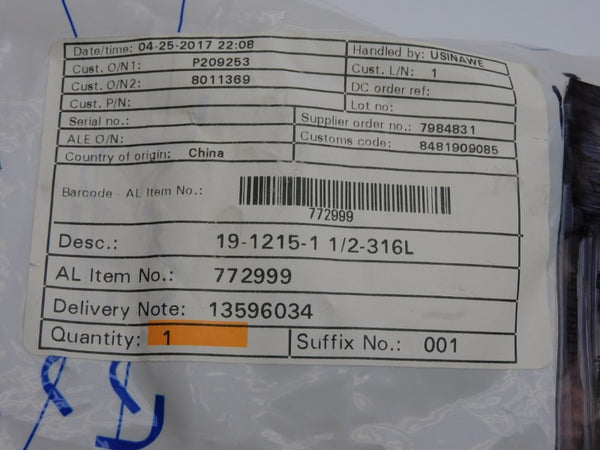 Date/time: 04-25-2017 22:08
Handled by: USINAWE
Cust. O/N1: P209253
Cust. L/N: 1
Cust. O/N2: 8011369
DC order ref:
Cust. P/N:
Lot no:
Serial no.:
Supplier order no.: 7984831
ALE O/N:
Customs code: 8481909085
Country of origin: China
Barcode - AL Item No.:
772999
Desc.: 19-1215-1 1/2-316L
AL Item No.: 772999
Delivery Note: 13596034
Quantity: 1
Suffix No.: 001